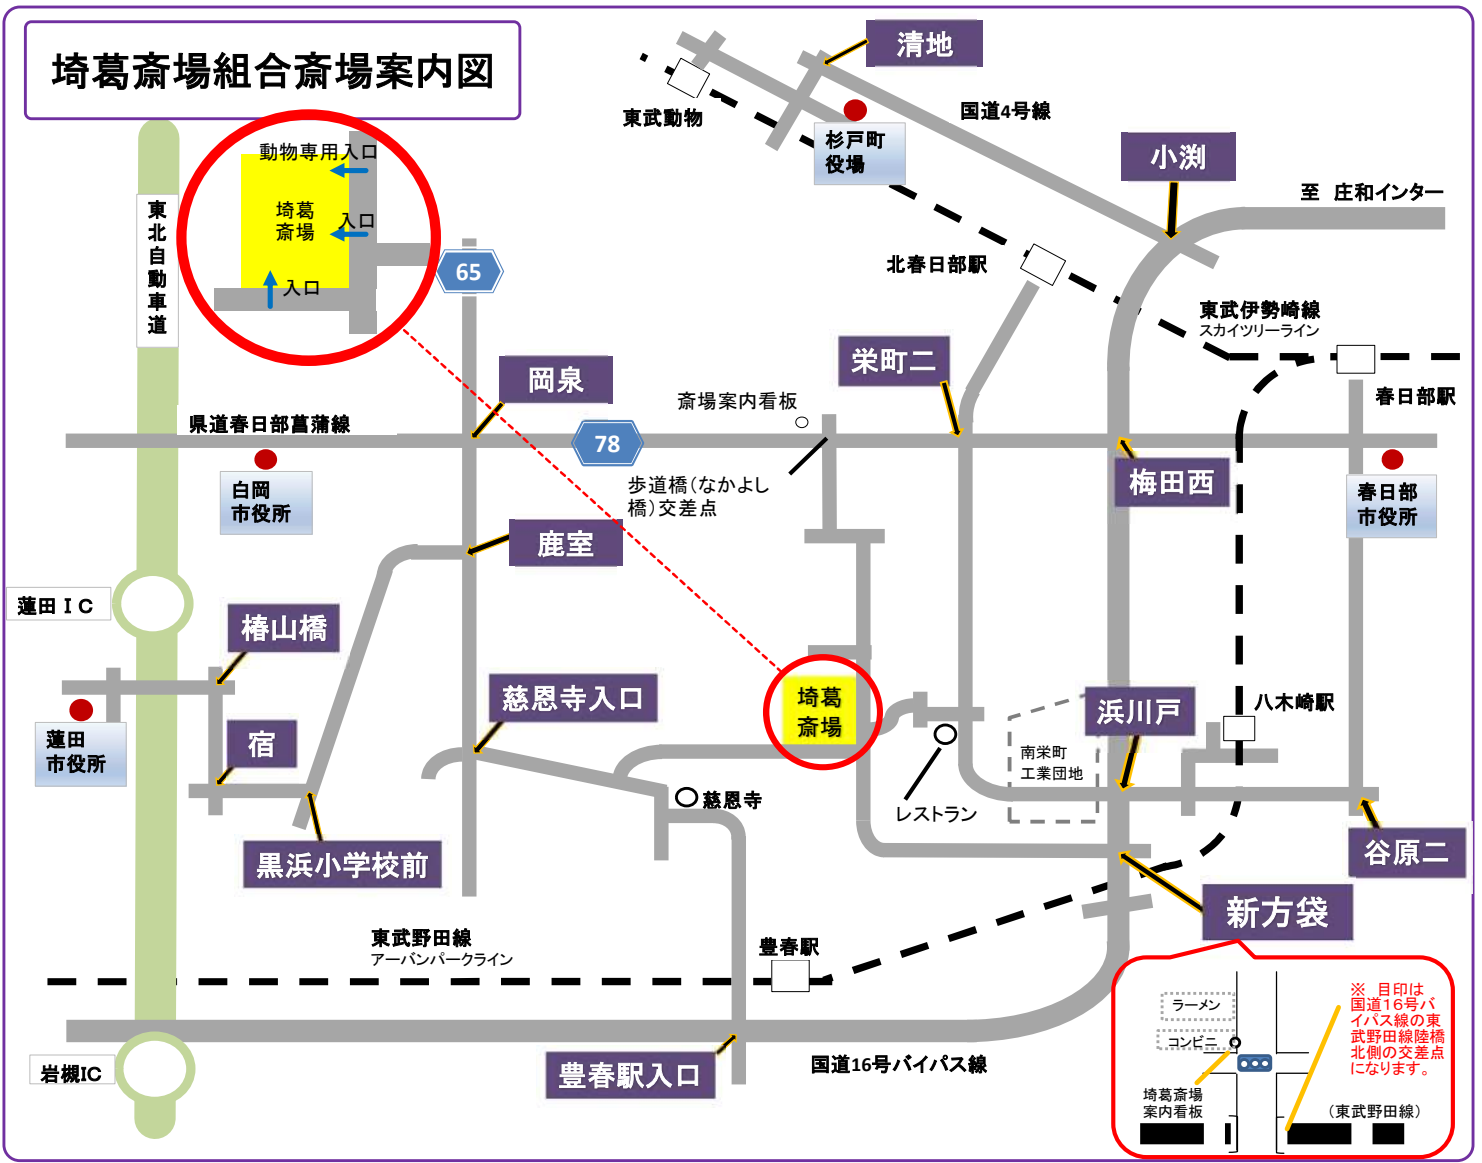 埼葛斎場組合斎場案内図
清地
国道4号線
東武動物
杉戸町
役場
小渕
至 庄和インター
動物専用入口
埼葛
斎場
入口
入口
東北自動車道
65
北春日部駅
東武伊勢崎線
スカイツリーライン
春日部駅
岡泉
栄町二
斎場案内看板
県道春日部菖蒲線
78
白岡
市役所
歩道橋(なかよし
橋)交差点
梅田西
春日部
市役所
鹿室
蓮田IC
椿山橋
慈恩寺入口
埼葛
斎場
浜川戸
八木崎駅
蓮田
市役所
宿
南栄町
工業団地
慈恩寺
レストラン
黒浜小学校前
谷原二
新方袋
東武野田線
アーバンパークライン
豊春駅
岩槻IC
豊春駅入口
国道16号バイパス線
ラーメン
コンビニ
※ 目印は
国道16号バ
イパス線の東
武野田線陸橋
北側の交差点
になります。
埼葛斎場
案内看板
(東武野田線)